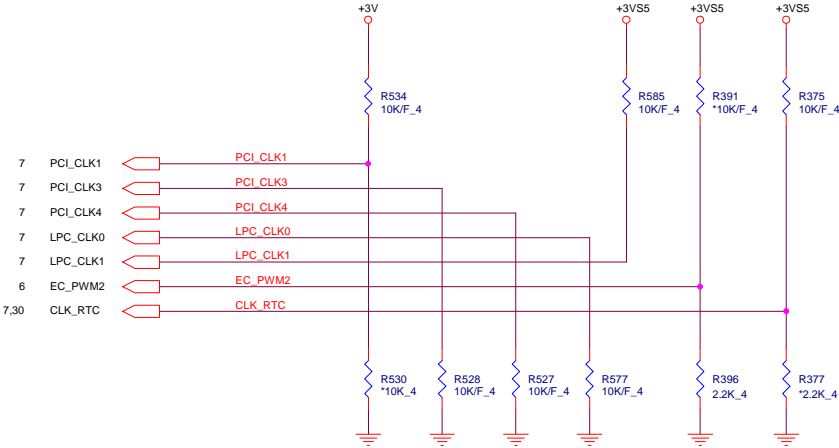 +3V
+3VS5
+3VS5
+3VS5
R534
10K/F_4
R585
10K/F_4
R391
*10K/F_4
R375
10K/F_4
7 PCI_CLK1 PCI_CLK1
7 PCI_CLK3 PCI_CLK3
7 PCI_CLK4 PCI_CLK4
7 LPC_CLK0 LPC_CLK0
7 LPC_CLK1 LPC_CLK1
6 EC_PWM2 EC_PWM2
7,30 CLK_RTC CLK_RTC
R530
*10K_4
R528
10K/F_4
R527
10K/F_4
R577
10K/F_4
R396
2.2K_4
R377
*2.2K_4